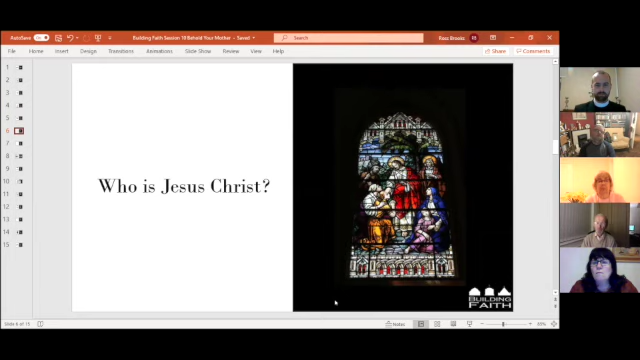 AutoSave
On
Building Faith Session 10 Behold Your Mother - Saved
Search
Ross Brooks
File
Home
Insert
Design
Transitions
Animations
Slide Show
Review
View
Help
Share
Comments
1
2
3
4
5
6
7
8
9
10
11
12
13
14
15
Who is Jesus Christ?
BUILDING
FAITH
Slide 6 of 15
Notes